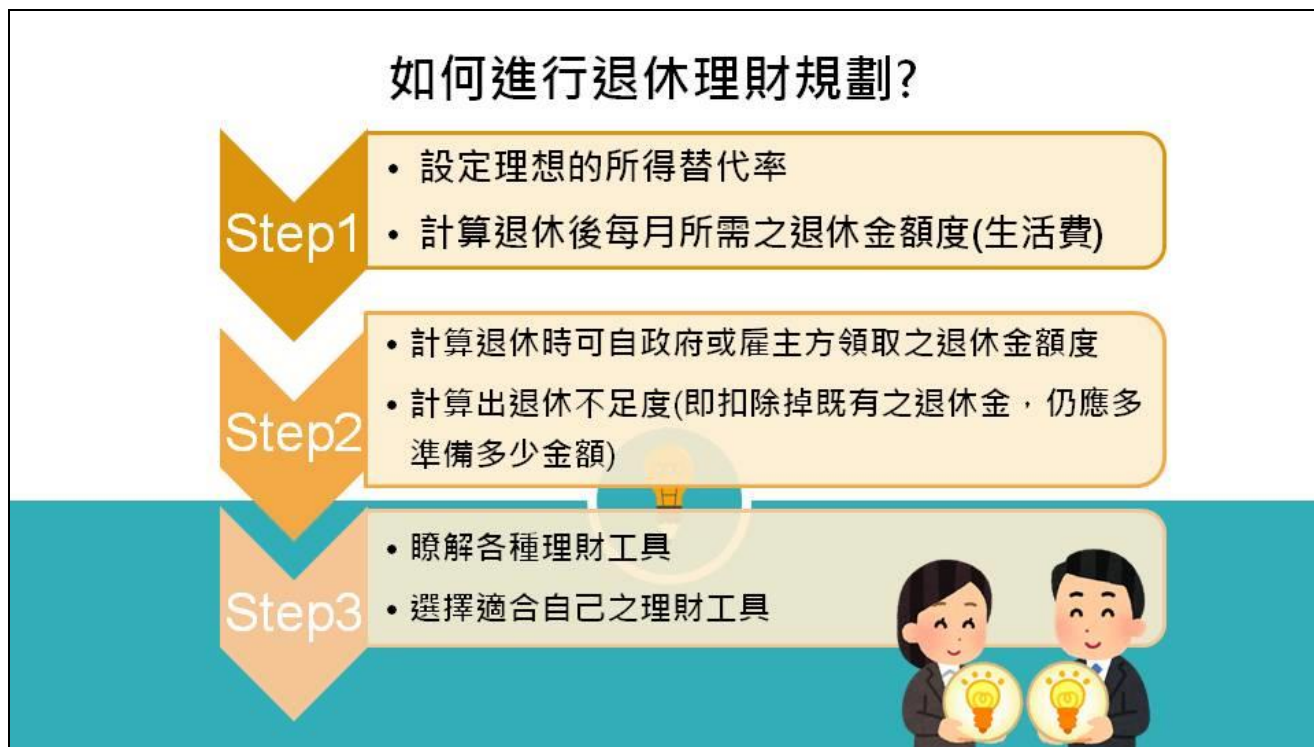 如何進行退休理財規劃?
Step1
• 設定理想的所得替代率
• 計算退休後每月所需之退休金額度(生活費)
Step2
• 計算退休時可自政府或雇主方領取之退休金額度
• 計算出退休不足度(即扣除掉既有之退休金，仍應多
準備多少金額)
Step3
• 瞭解各種理財工具
• 選擇適合自己之理財工具